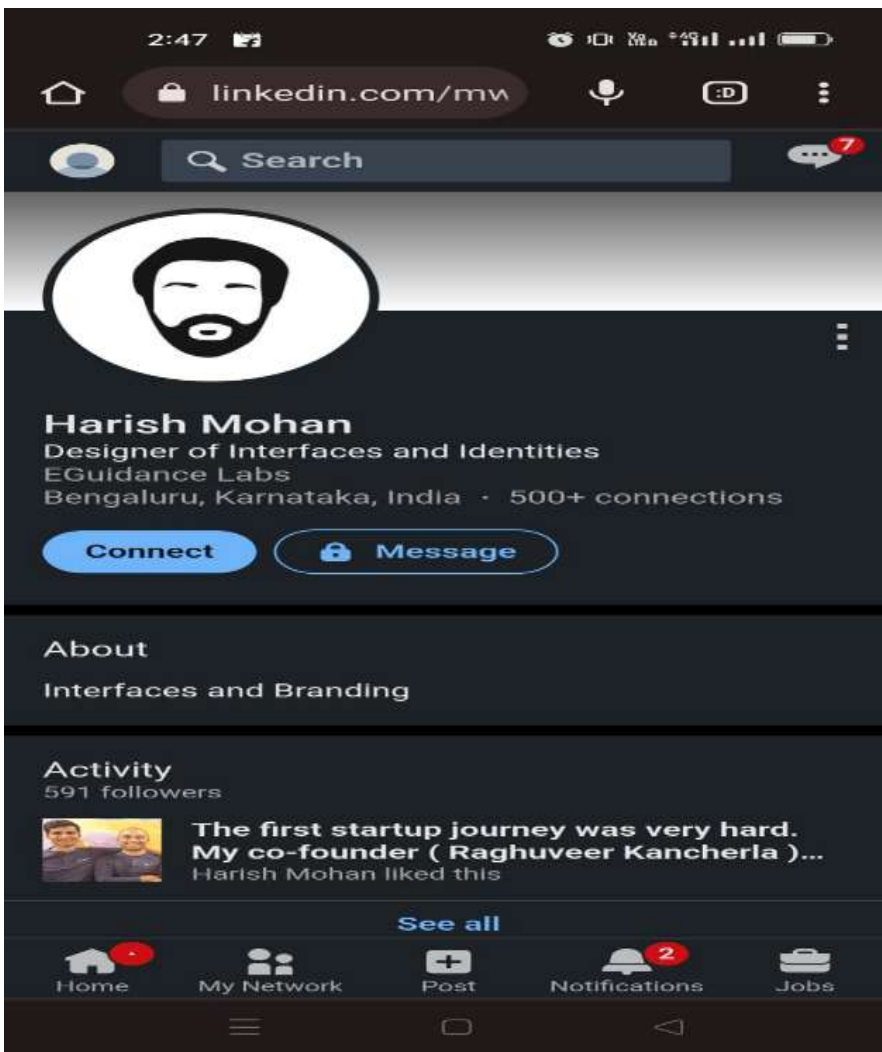 2:47
linkedin.com/mw
:D
Search
7
Harish Mohan
Designer of Interfaces and Identities
EGuidance Labs
Bengaluru, Karnataka, India · 500+ connections
Connect
Message
About
Interfaces and Branding
Activity
591 followers
The first startup journey was very hard.
My co-founder ( Raghuveer Kancherla )...
Harish Mohan liked this
See all
2
Home
My Network
Post
Notifications
Jobs